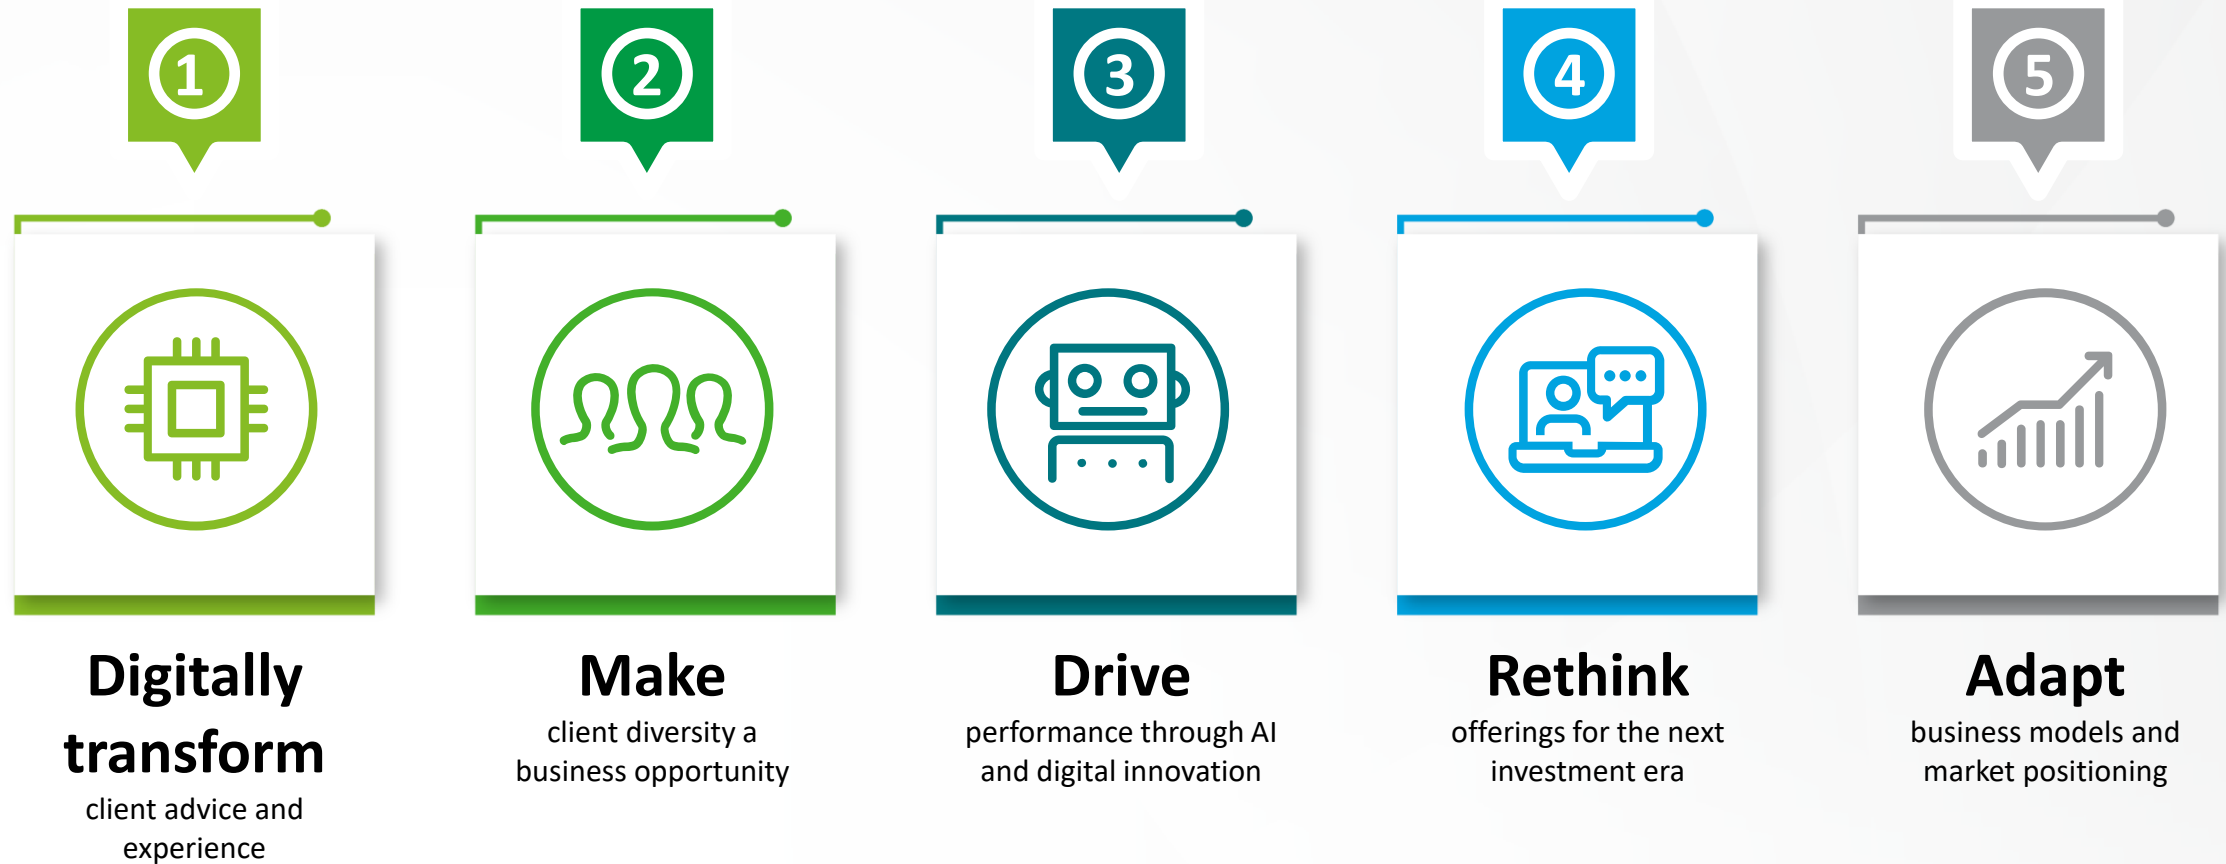 1
Digitally
transform
client advice and
experience
2
Make
client diversity a
business opportunity
3
Drive
performance through AI
and digital innovation
4
Rethink
offerings for the next
investment era
5
Adapt
business models and
market positioning